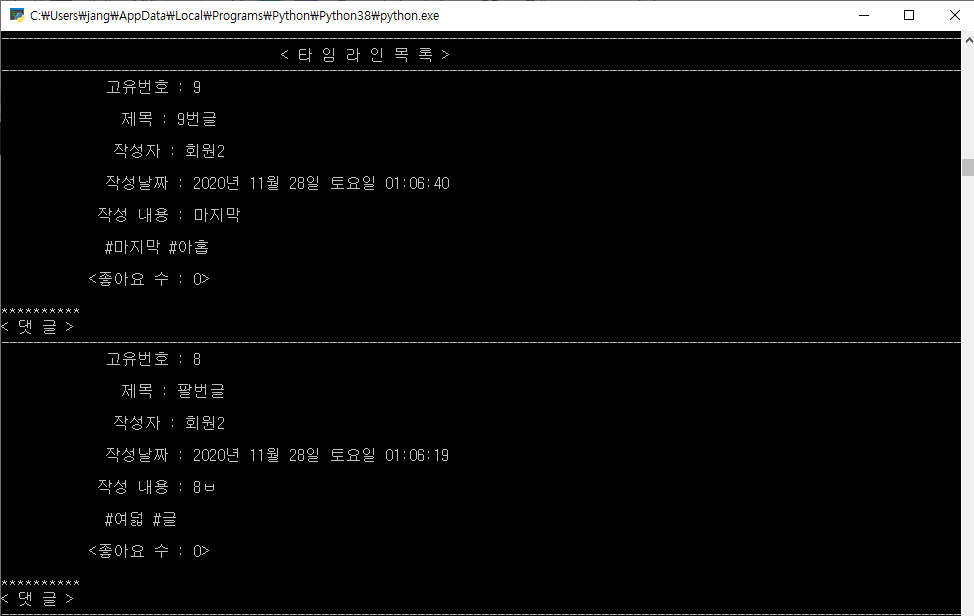 C:₩Users₩jang₩AppData₩Local₩Programs₩Python₩Python38₩python.exe
< 타 임 라 인 목 록 >
고유번호 : 9
제목 : 9번글
작성자 : 회원2
작성날짜 : 2020년 11월 28일 토요일 01:06:40
작성 내용 : 마지막
#마지막 #아홉
<좋아요 수 : 0>
**********
< 댓 글 >
고유번호 : 8
제목 : 팔번글
작성자 : 회원2
작성날짜 : 2020년 11월 28일 토요일 01:06:19
작성 내용 : 8ㅂ
#여덟 #글
<좋아요 수 : 0>
**********
< 댓 글 >